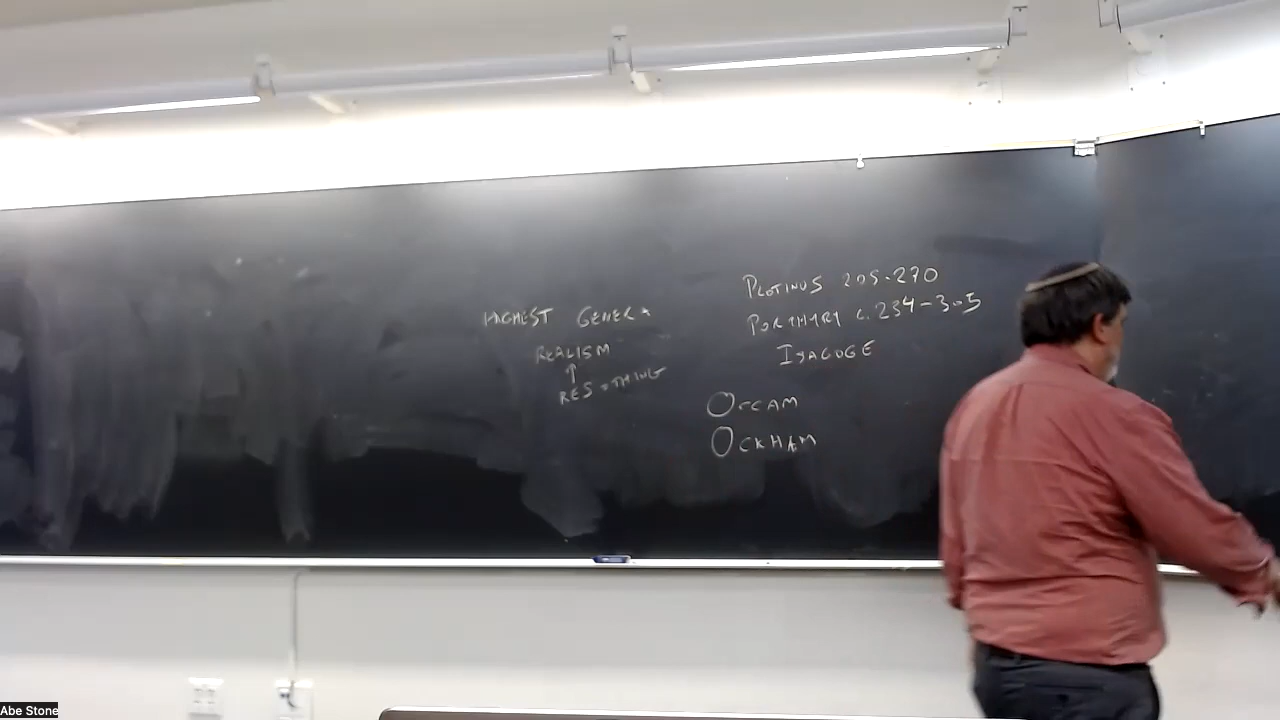 HIGHEST GENERA
REALISM
↑
RES = THING
PLOTINUS 205-270
PORPHYRY c. 234-305
ISAGOGE
OCCAM
OCKHAM
Abe Stone